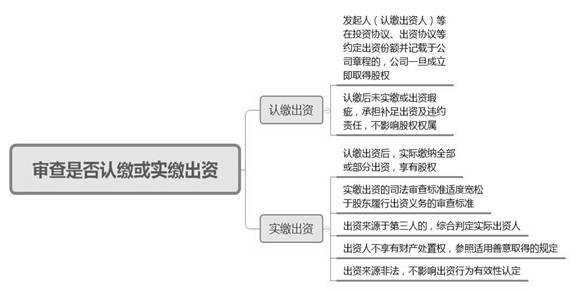 审查是否认缴或实缴出资
认缴出资
发起人（认缴出资人）等
在投资协议、出资协议等
约定出资份额并记载于公
司章程的，公司一旦成立
即取得股权
认缴后未实缴或出资瑕
疵，承担补足出资及违约
责任，不影响股权权属
实缴出资
认缴出资后，实际缴纳全部
或部分出资，享有股权
实缴出资的司法审查标准适度宽松
于股东履行出资义务的审查标准
出资来源于第三人的，综合判定实际出资人
出资人不享有财产处置权，参照适用善意取得的规定
出资来源非法，不影响出资行为有效性认定